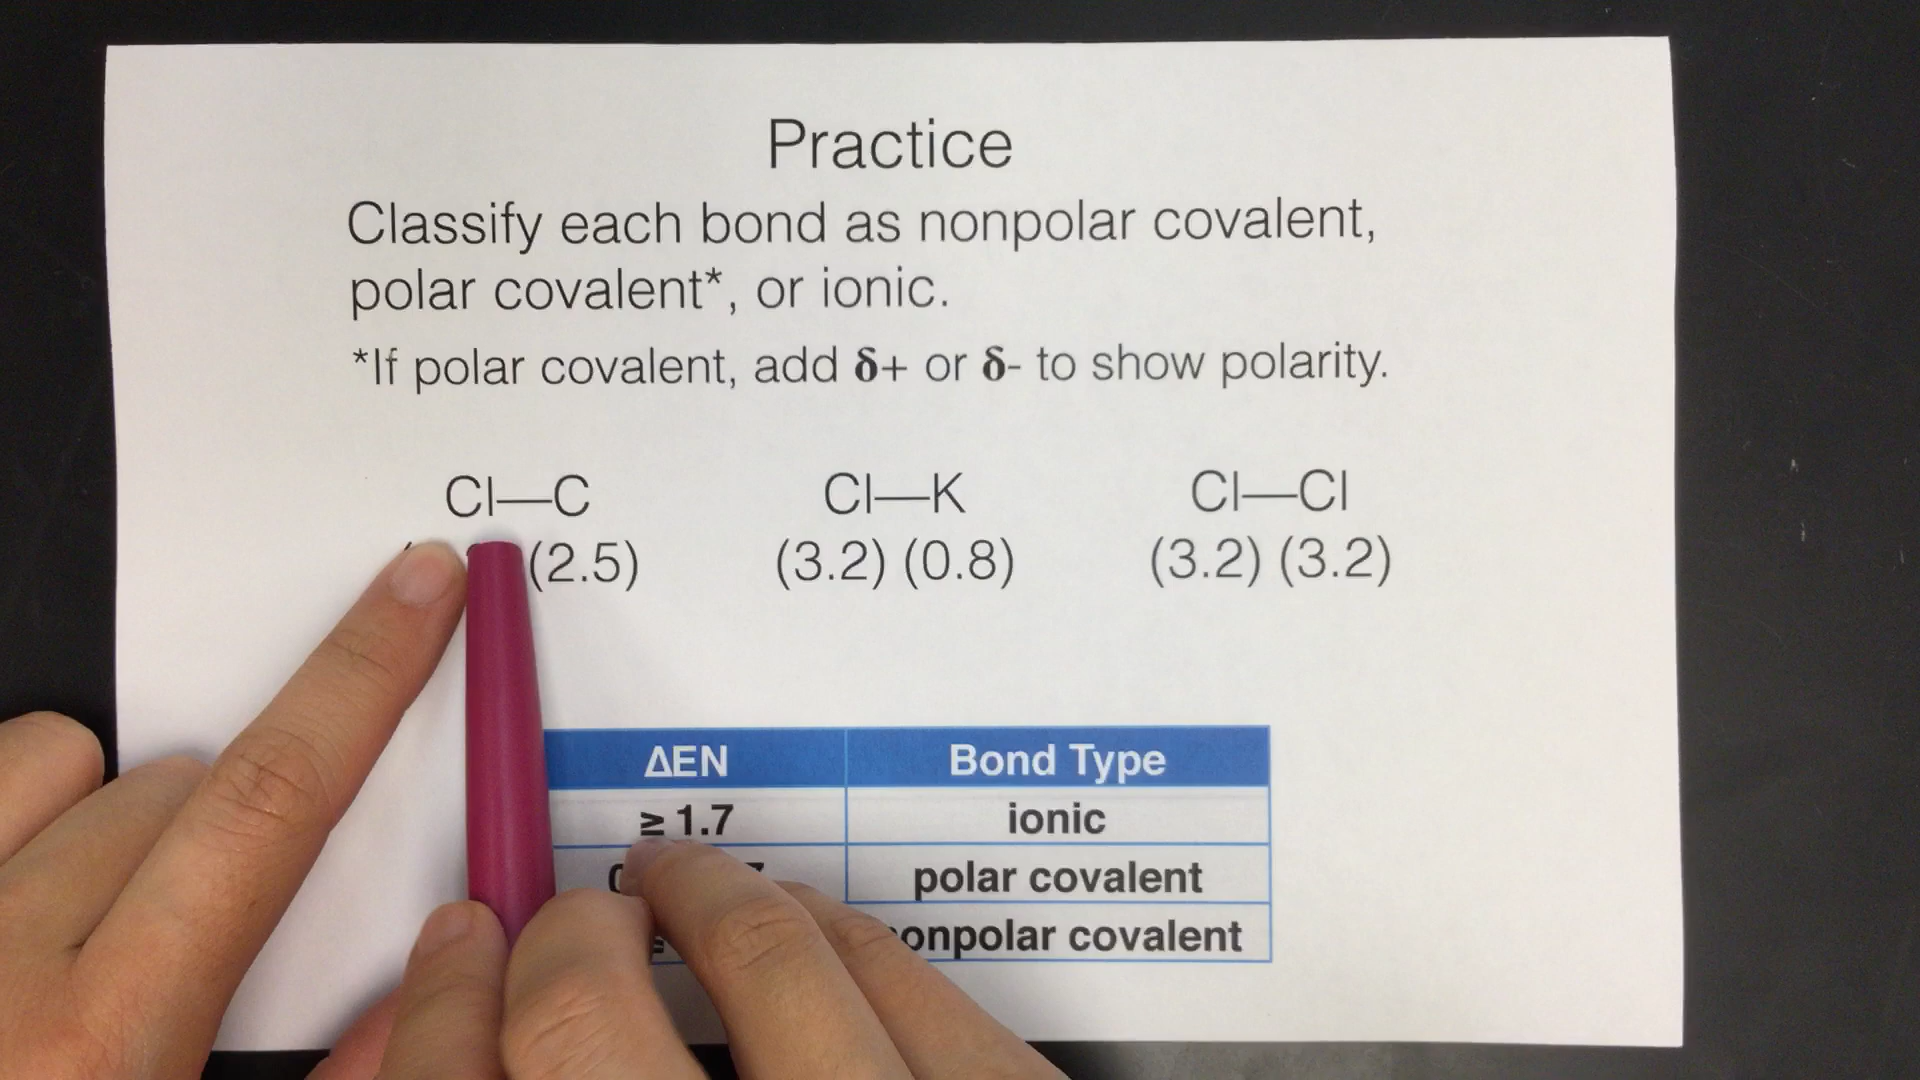 Practice
Classify each bond as nonpolar covalent,
polar covalent*, or ionic.
*If polar covalent, add δ+ or δ- to show polarity.
Cl—C Cl—K Cl—Cl
(2.5) (3.2) (0.8) (3.2) (3.2)
ΔEN Bond Type
≥ 1.7 ionic
polar covalent
covalent